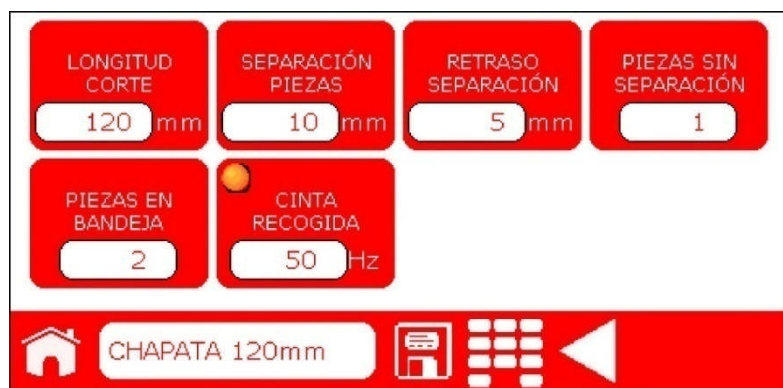 LONGITUD
CORTE
120 mm
SEPARACIÓN
PIEZAS
10 mm
RETRASO
SEPARACIÓN
5 mm
PIEZAS SIN
SEPARACIÓN
1
PIEZAS EN
BANDEJA
2
CINTA
RECOGIDA
50 Hz
CHAPATA 120mm